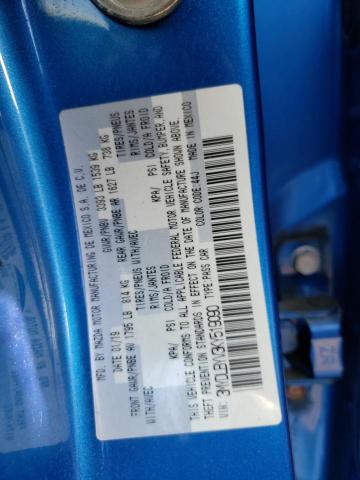 MFD. BY MAZDA MOTOR MANUFACTURING DE MEXICO S.A. DE C.V.
DATE 01/19 GVWR/PNBV 3393 LB 1539 KG
FRONT GAWR/PNBE AV 1795 LB 814 KG REAR GAWR/PNBE AR 1627 LB 738 KG
WITH/AVEC TIRES/PNEUS WITH/AVEC TIRES/PNEUS
RIMS/JANTES RIMS/JANTES
KPA/ PSI COLD/A FROID KPA/ PSI COLD/A FROID
THIS VEHICLE CONFORMS TO ALL APPLICABLE FEDERAL MOTOR VEHICLE SAFETY, BUMPER, AND
THEFT PREVENTION STANDARDS IN EFFECT ON THE DATE OF MANUFACTURE SHOWN ABOVE.
VIN: TYPE:PASS CAR COLOR CODE:44J MADE IN MEXICO